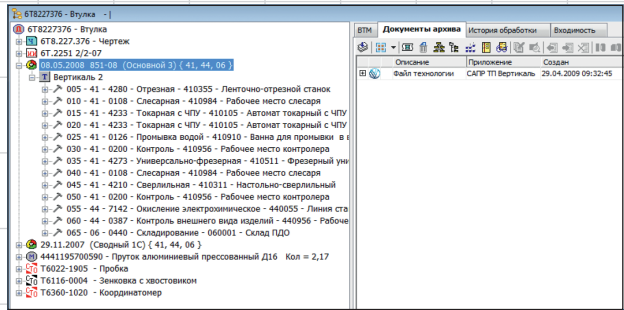 6Т8227376 - Втулка - |
6Т8227376 - Втулка
6Т8.227.376 - Чертеж
6Т.2251 2/2-07
08.05.2008 851-08 (Основной 3) { 41, 44, 06 }
Вертикаль 2
005 - 41 - 4280 - Отрезная - 410355 - Ленточно-отрезной станок
010 - 41 - 0108 - Слесарная - 410984 - Рабочее место слесаря
015 - 41 - 4233 - Токарная с ЧПУ - 410105 - Автомат токарный с ЧПУ
020 - 41 - 4233 - Токарная с ЧПУ - 410105 - Автомат токарный с ЧПУ
025 - 41 - 0126 - Промывка водой - 410910 - Ванна для промывки в
030 - 41 - 0200 - Контроль - 410956 - Рабочее место контролера
035 - 41 - 4273 - Универсально-фрезерная - 410511 - Фрезерный уни
040 - 41 - 0108 - Слесарная - 410984 - Рабочее место слесаря
045 - 41 - 4210 - Сверлильная - 410311 - Настольно-сверлильный
050 - 41 - 0200 - Контроль - 410956 - Рабочее место контролера
055 - 44 - 7142 - Окисление электрохимическое - 440055 - Линия ста
060 - 44 - 0387 - Контроль внешнего вида изделий - 440956 - Рабоче
065 - 06 - 0440 - Складирование - 060001 - Склад ПДО
29.11.2007 (Сводный 1С) { 41, 44, 06 }
4441195700590 - Пруток алюминиевый прессованный Д16 Кол = 2,17
Т6022-1905 - Пробка
Т6116-0004 - Зенковка с хвостовиком
Т6360-1020 - Координатомер
ВТМ Документы архива История обработки Входимость
Описание Приложение Создан
Файл технологии САПР ТП Вертикаль 29.04.2009 09:32:45